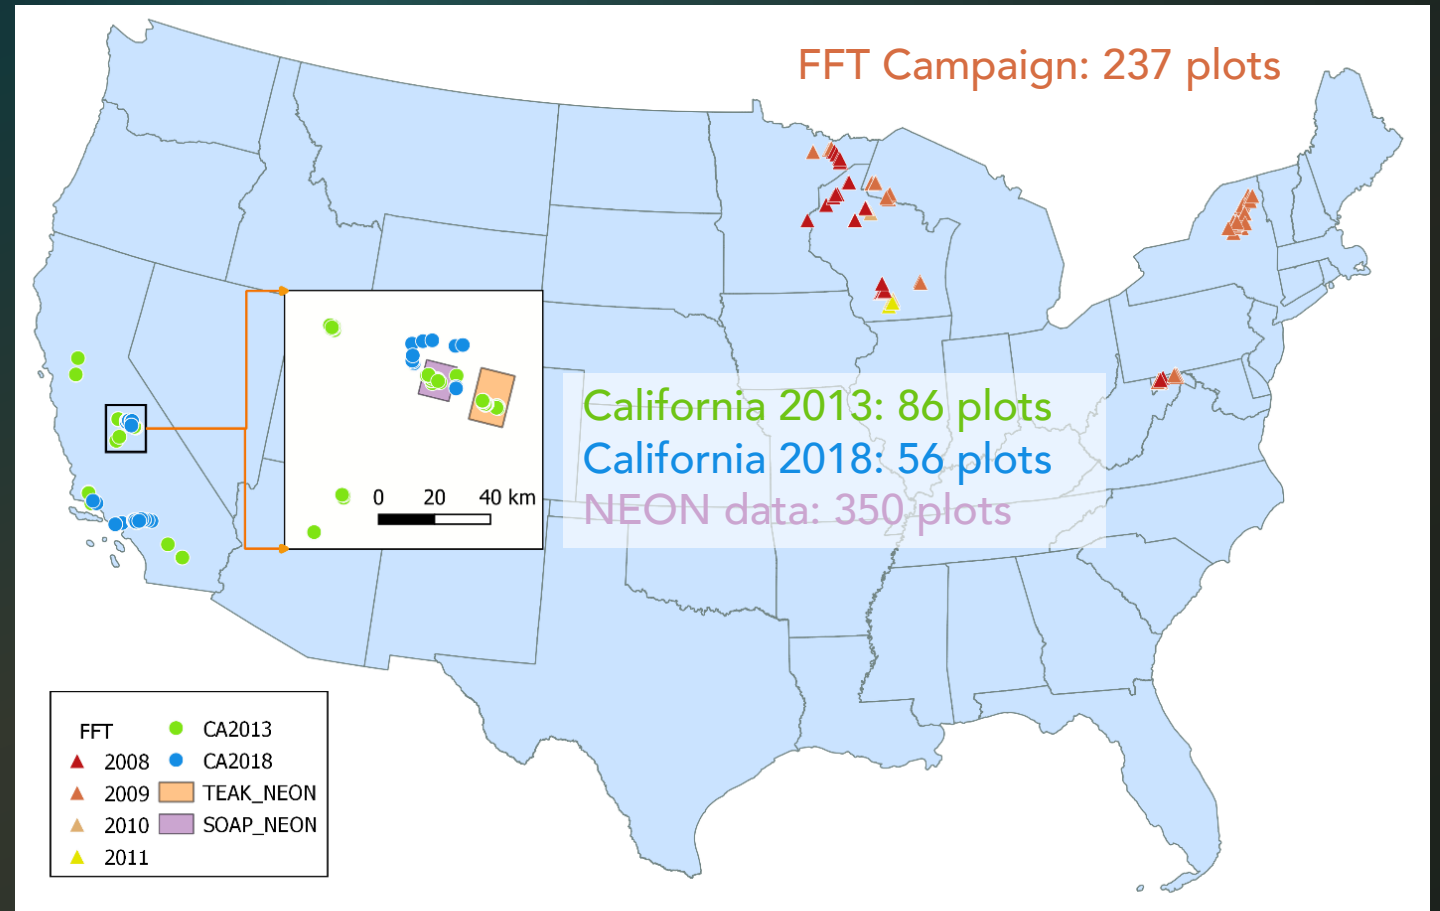 FFT Campaign: 237 plots
California 2013: 86 plots
California 2018: 56 plots
NEON data: 350 plots
0 20 40 km
FFT
2008
2009
2010
2011
CA2013
CA2018
TEAK_NEON
SOAP_NEON